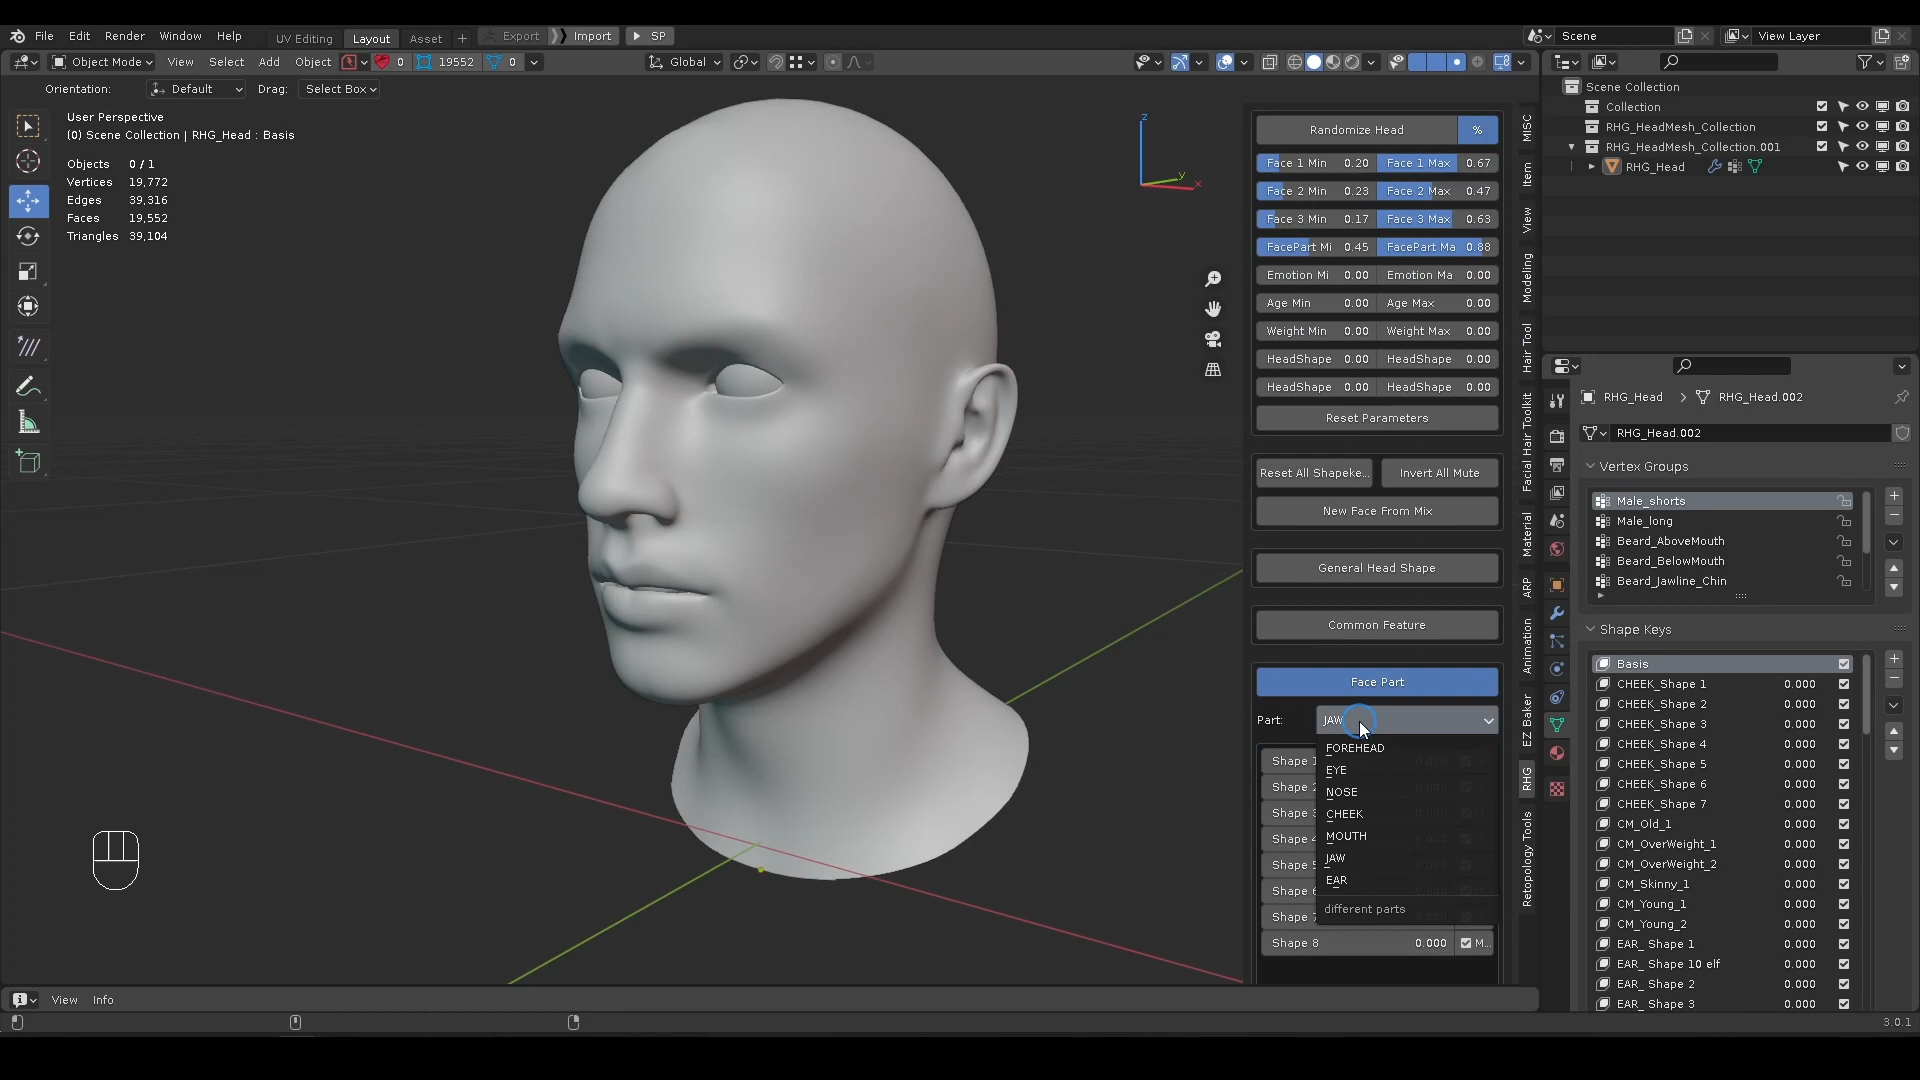 File Edit Render Window Help UV Editing Layout Asset + Export Import SP Scene View Layer
Object Mode View Select Add Object 0 19552 0 Global
Orientation: Default Drag: Select Box
User Perspective
(0) Scene Collection | RHG_Head : Basis
Objects 0 / 1
Vertices 19,772
Edges 39,316
Faces 19,552
Triangles 39,104
Z
Y
X
Randomize Head %
Face 1 Min 0.20 Face 1 Max 0.67
Face 2 Min 0.23 Face 2 Max 0.47
Face 3 Min 0.17 Face 3 Max 0.63
FacePart Mi 0.45 FacePart Ma 0.88
Emotion Mi 0.00 Emotion Ma 0.00
Age Min 0.00 Age Max 0.00
Weight Min 0.00 Weight Max 0.00
HeadShape 0.00 HeadShape 0.00
HeadShape 0.00 HeadShape 0.00
Reset Parameters
Reset All Shapeke... Invert All Mute
New Face From Mix
General Head Shape
Common Feature
Face Part
Part: JAW
FOREHEAD
EYE
NOSE
CHEEK
MOUTH
JAW
EAR
different parts
Shape 1
Shape 2
Shape 3
Shape 4
Shape 5
Shape 6
Shape 7
Shape 8 0.000 M...
MISC
Item
View
Modeling
Hair Tool
Facial Hair Toolkit
Material
ARP
Animation
EZ Baker
RHG
Retopology Tools
Scene Collection
Collection
RHG_HeadMesh_Collection
RHG_HeadMesh_Collection.001
RHG_Head
RHG_Head > RHG_Head.002
RHG_Head.002
Vertex Groups
Male_shorts
Male_long
Beard_AboveMouth
Beard_BelowMouth
Beard_Jawline_Chin
Shape Keys
Basis
CHEEK_Shape 1 0.000
CHEEK_Shape 2 0.000
CHEEK_Shape 3 0.000
CHEEK_Shape 4 0.000
CHEEK_Shape 5 0.000
CHEEK_Shape 6 0.000
CHEEK_Shape 7 0.000
CM_Old_1 0.000
CM_OverWeight_1 0.000
CM_OverWeight_2 0.000
CM_Skinny_1 0.000
CM_Young_1 0.000
CM_Young_2 0.000
EAR_ Shape 1 0.000
EAR_ Shape 10 elf 0.000
EAR_ Shape 2 0.000
EAR_ Shape 3 0.000
View Info
3.0.1